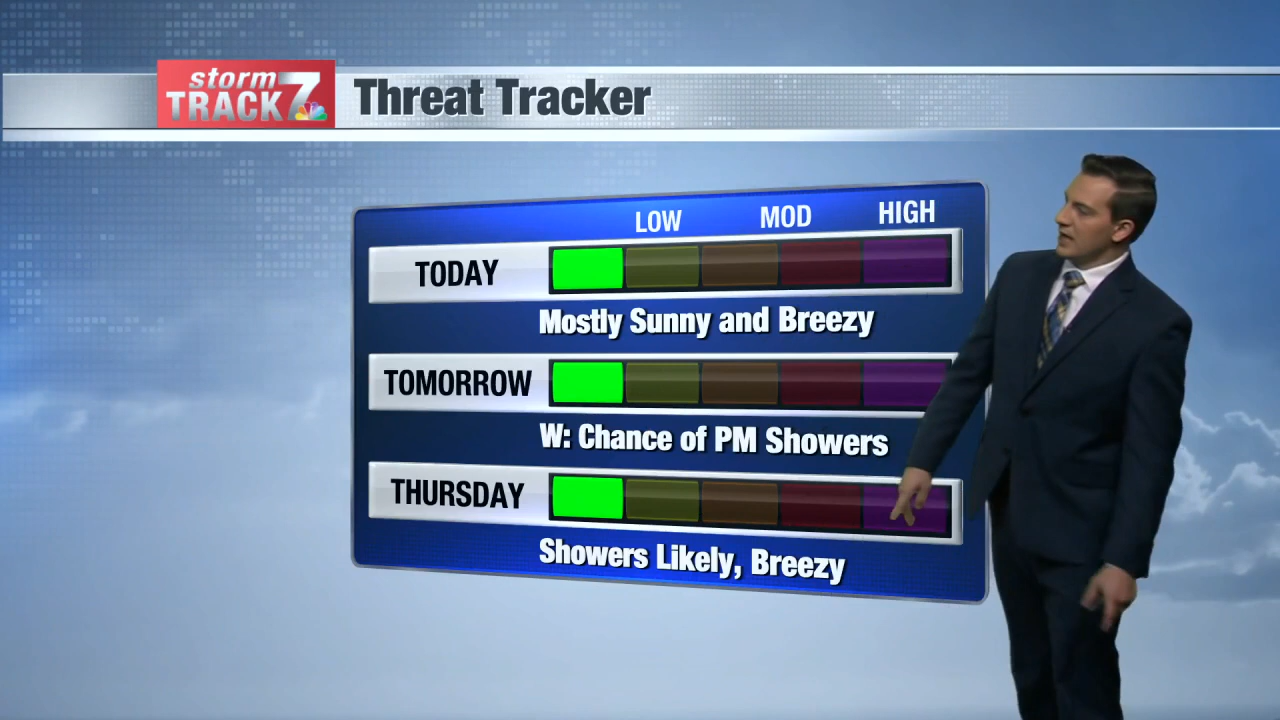 storm
TRACK 7
Threat Tracker
LOW MOD HIGH
TODAY
Mostly Sunny and Breezy
TOMORROW
W: Chance of PM Showers
THURSDAY
Showers Likely, Breezy